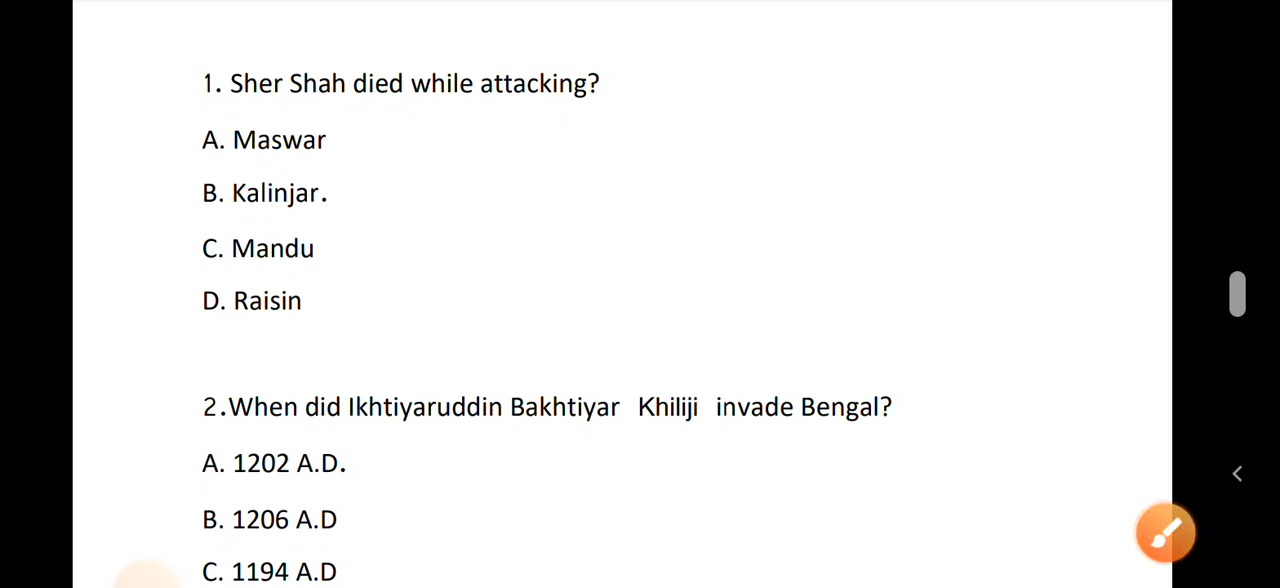 1. Sher Shah died while attacking?
A. Maswar
B. Kalinjar.
C. Mandu
D. Raisin
2.When did Ikhtiyaruddin Bakhtiyar Khiliji invade Bengal?
A. 1202 A.D.
B. 1206 A.D
C. 1194 A.D